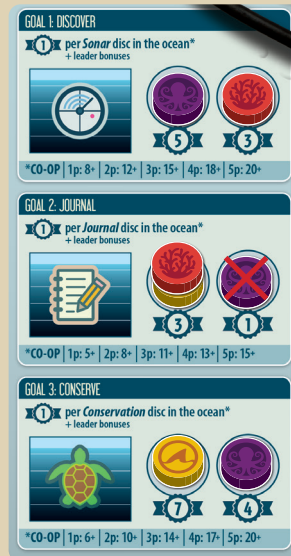 GOAL 1: DISCOVER
1 per Sonar disc in the ocean*
+ leader bonuses
5 3
*CO-OP | 1p: 8+ | 2p: 12+ | 3p: 15+ | 4p: 18+ | 5p: 20+
GOAL 2: JOURNAL
1 per Journal disc in the ocean*
+ leader bonuses
3 1
*CO-OP | 1p: 5+ | 2p: 8+ | 3p: 11+ | 4p: 13+ | 5p: 15+
GOAL 3: CONSERVE
1 per Conservation disc in the ocean*
+ leader bonuses
7 4
*CO-OP | 1p: 6+ | 2p: 10+ | 3p: 14+ | 4p: 17+ | 5p: 20+